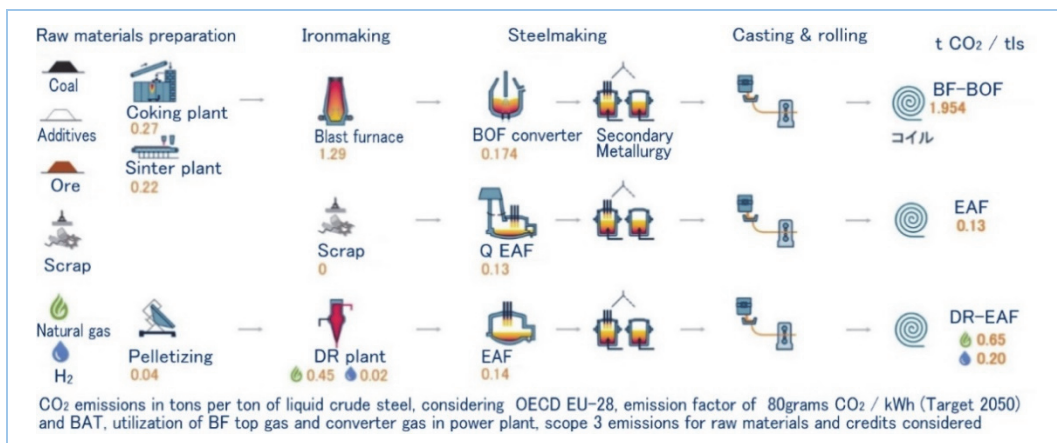 Raw materials preparation
Ironmaking
Steelmaking
Casting & rolling
t CO₂ / tls
Coal
Additives
Ore
Coking plant
0.27
Sinter plant
0.22
Blast furnace
1.29
BOF converter
0.174
Secondary
Metallurgy
BF-BOF
1.954
コイル
Scrap
Scrap
0
Q EAF
0.13
EAF
0.13
Natural gas
H₂
Pelletizing
0.04
DR plant
0.45 0.02
EAF
0.14
DR-EAF
0.65
0.20
CO₂ emissions in tons per ton of liquid crude steel, considering OECD EU-28, emission factor of 80grams CO₂ / kWh (Target 2050)
and BAT, utilization of BF top gas and converter gas in power plant, scope 3 emissions for raw materials and credits considered